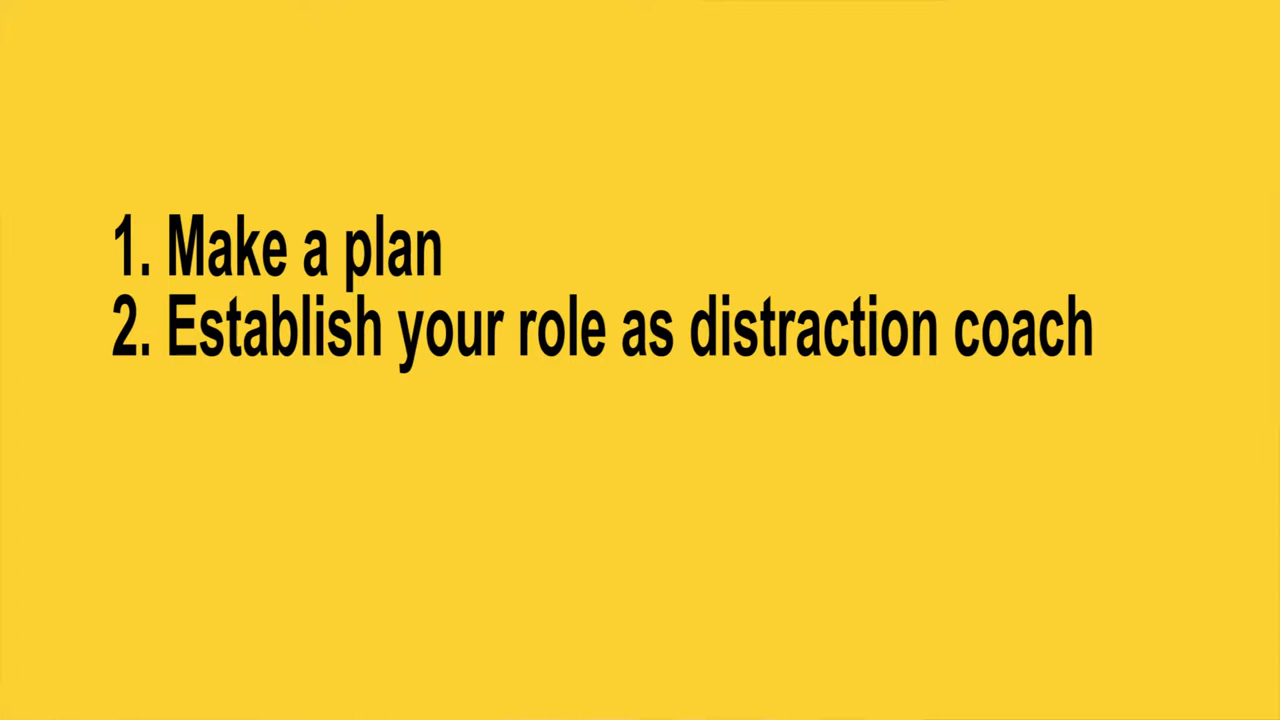 1. Make a plan
2. Establish your role as distraction coach